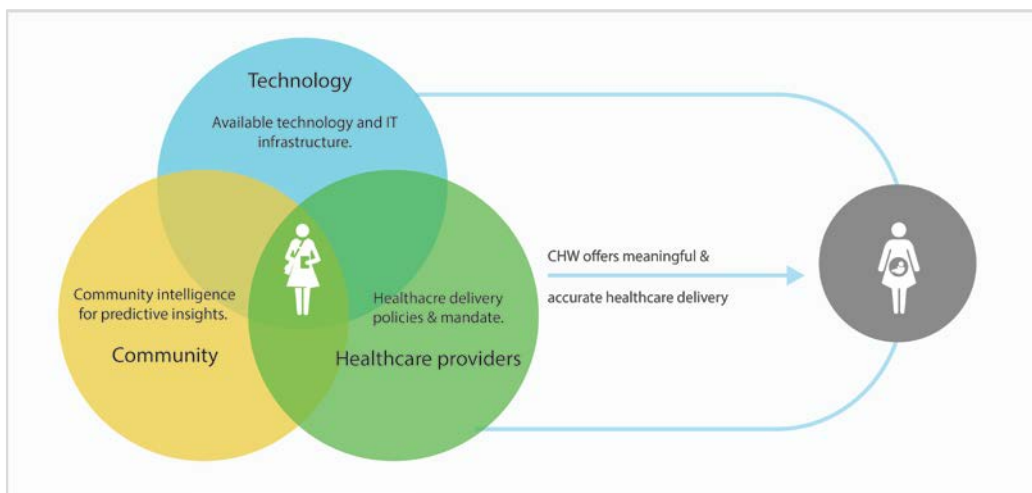 Technology
Available technology and IT
infrastructure.
Community intelligence
for predictive insights.
Community
Healthacre delivery
policies & mandate.
Healthcare providers
CHW offers meaningful &
accurate healthcare delivery